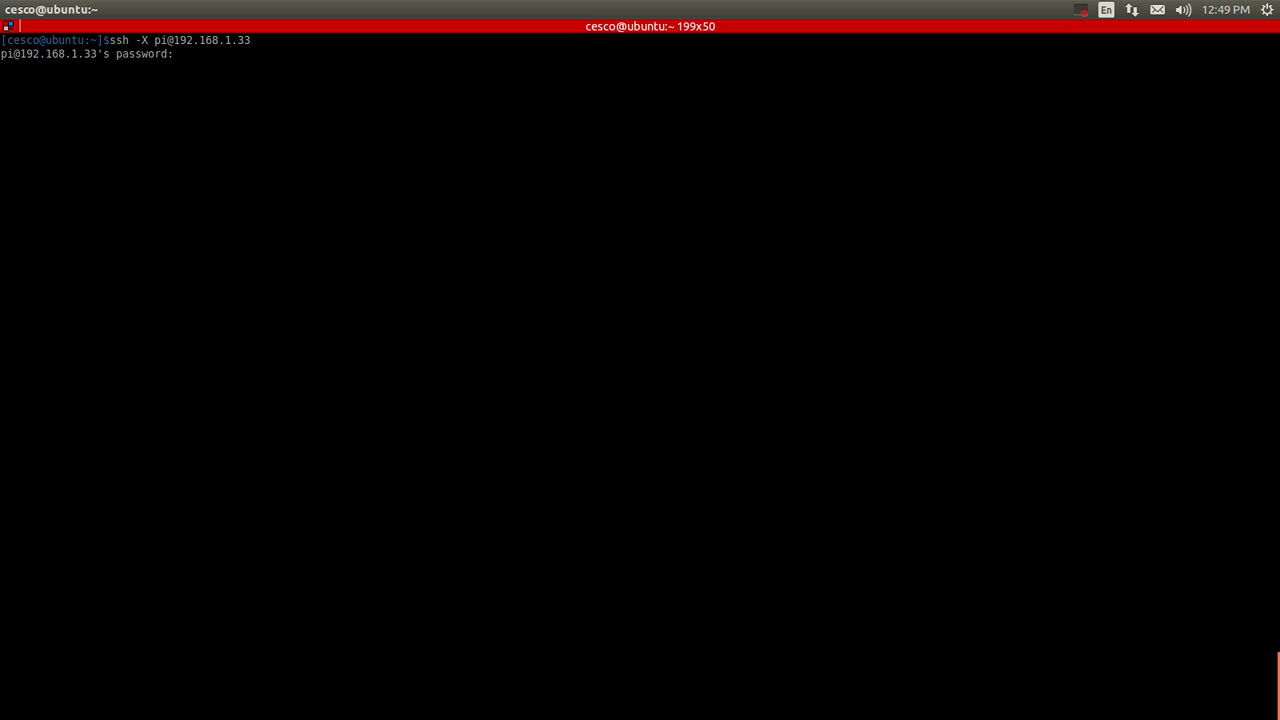 cesco@ubuntu:~
En
12:49 PM
cesco@ubuntu:~ 199x50
[cesco@ubuntu:~]$ssh -X pi@192.168.1.33
pi@192.168.1.33's password: